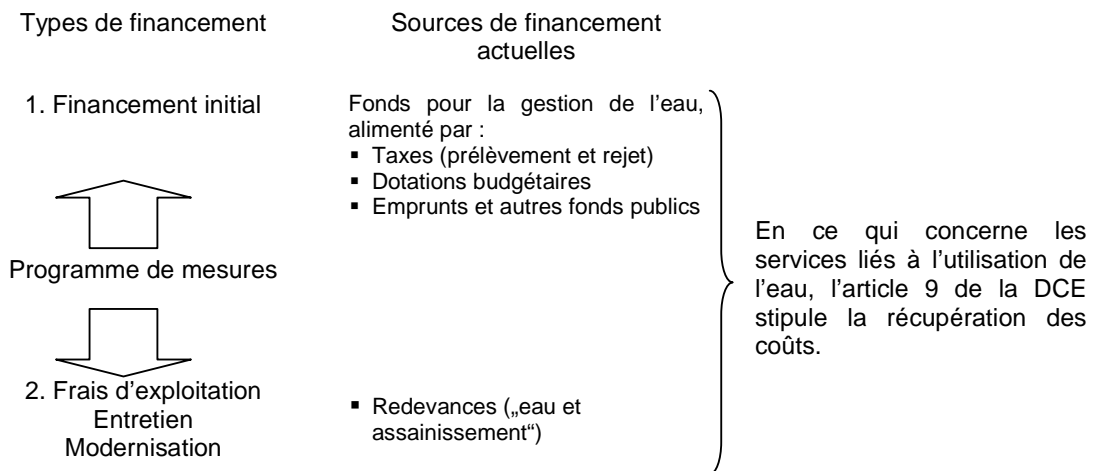 Types de financement
Sources de financement
actuelles
1. Financement initial
Fonds pour la gestion de l’eau,
alimenté par :
▪ Taxes (prélèvement et rejet)
▪ Dotations budgétaires
▪ Emprunts et autres fonds publics
Programme de mesures
2. Frais d’exploitation
Entretien
Modernisation
▪ Redevances („eau et
assainissement“)
En ce qui concerne les
services liés à l’utilisation de
l’eau, l’article 9 de la DCE
stipule la récupération des
coûts.